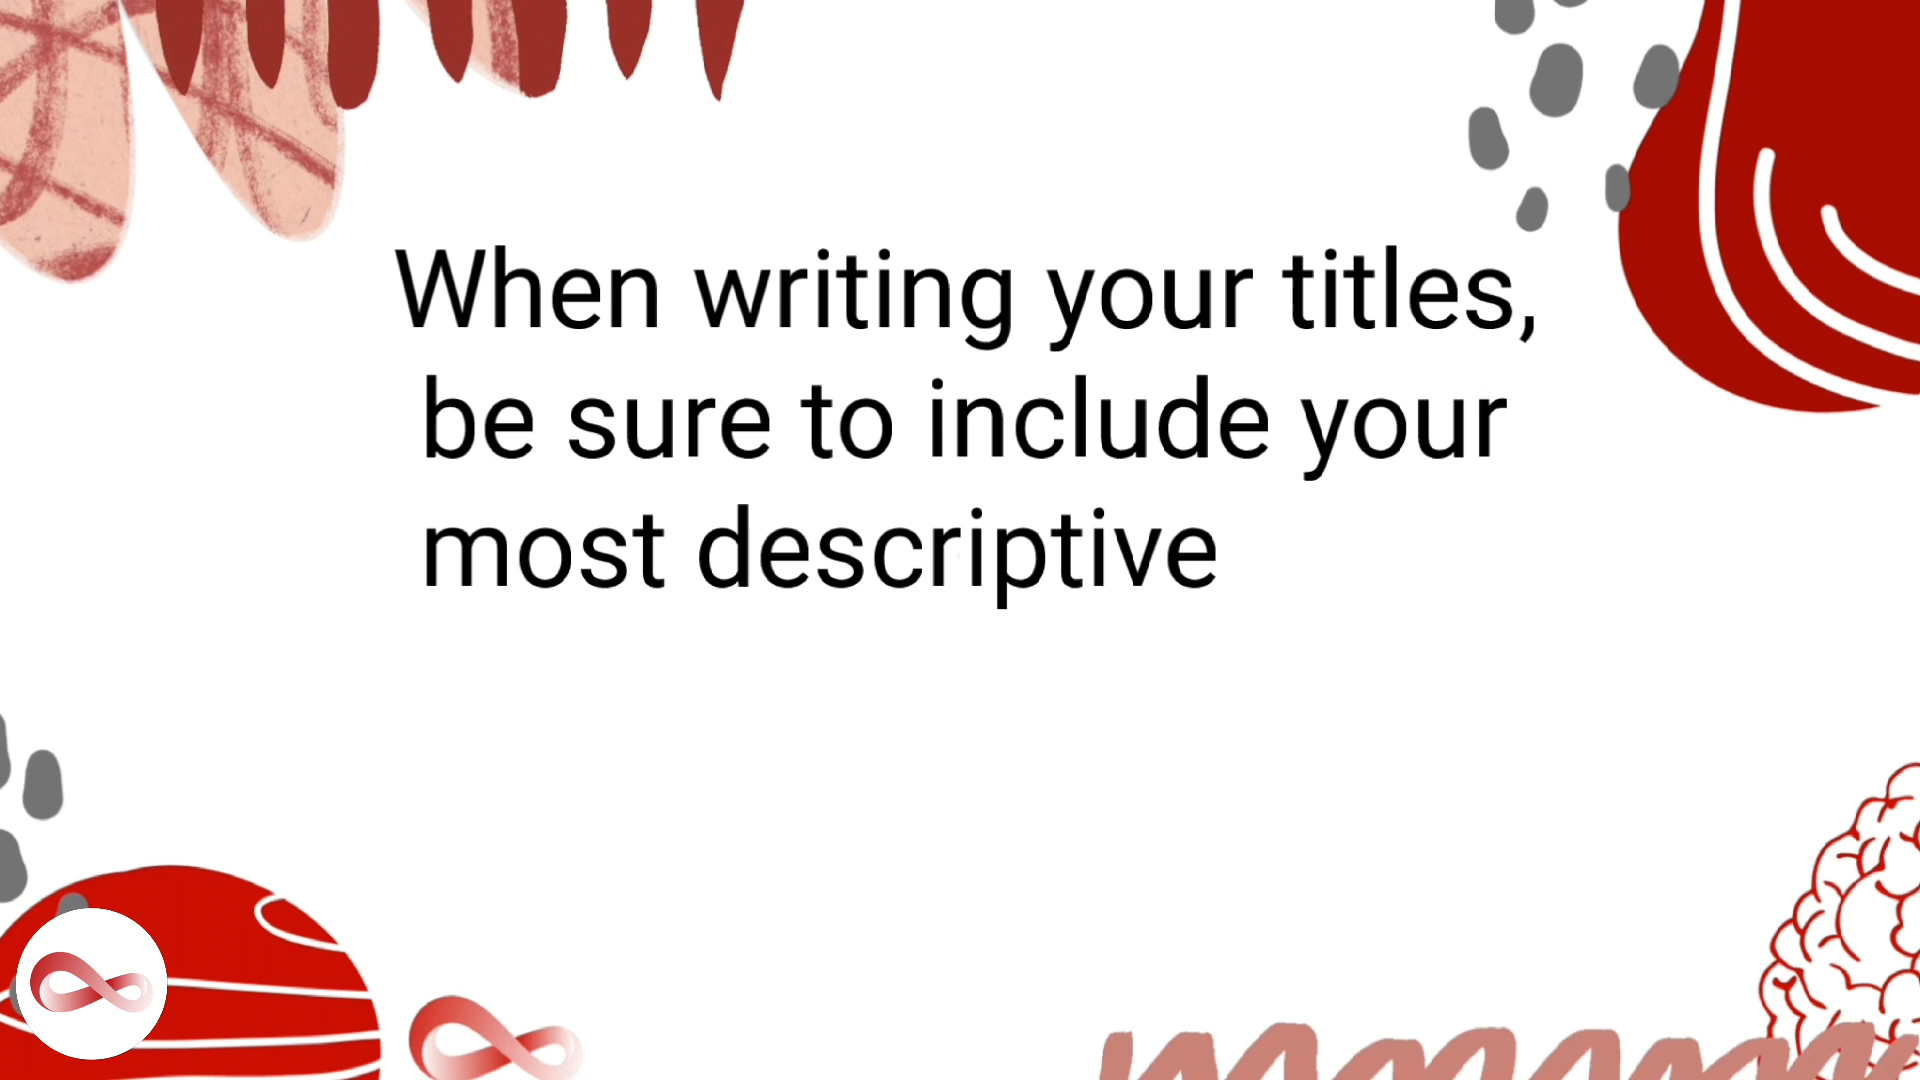 When writing your titles,
be sure to include your
most descriptive